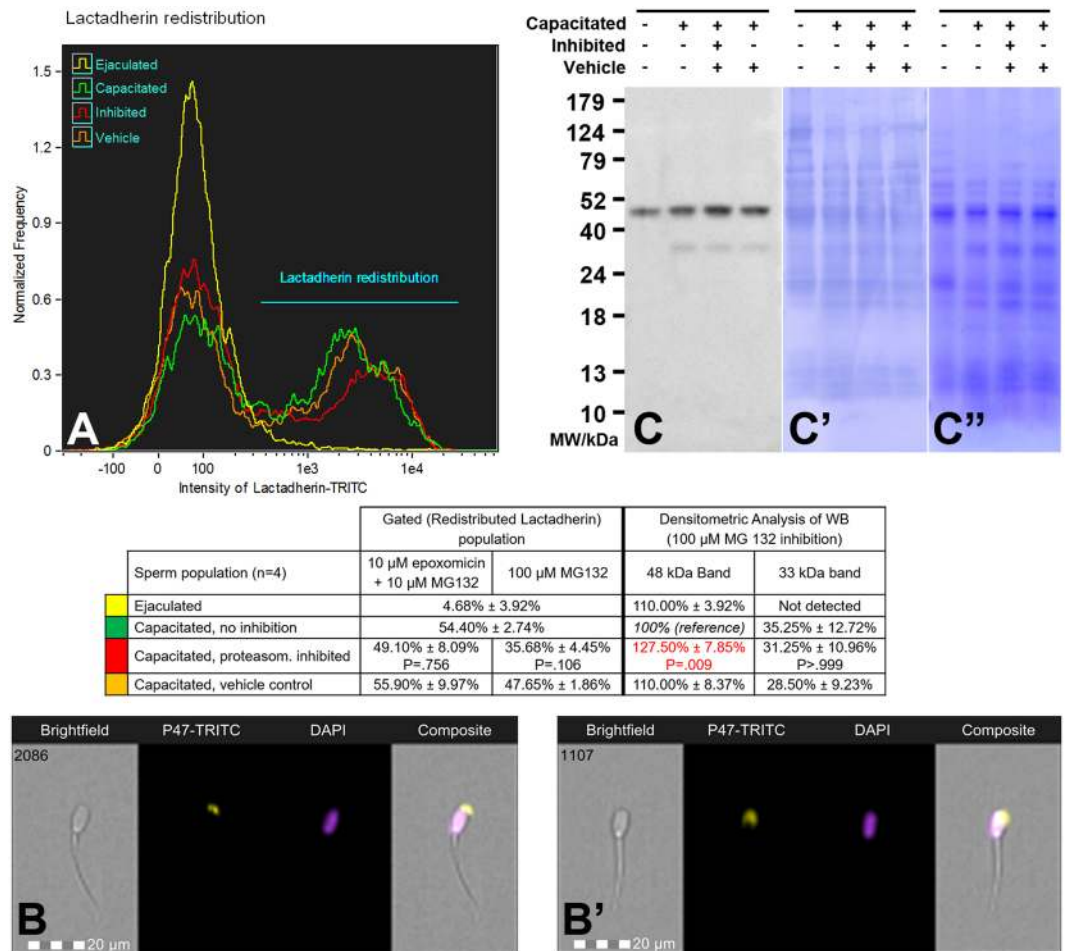 Lactadherin redistribution
Ejaculated
Capacitated
Inhibited
Vehicle
Lactadherin redistribution
1.5
1.2
0.9
0.6
0.3
0
Normalized Frequency
-100 0 100 1e3 1e4
Intensity of Lactadherin-TRITC
A
Capacitated - + + + - + + + - + + +
Inhibited - - + - - - + - - - + -
Vehicle - - + + - - + + - - + +
179
124
79
52
40
24
18
13
10
MW/kDa
C C' C"
Gated (Redistributed Lactadherin) population
Densitometric Analysis of WB (100 µM MG 132 inhibition)
Sperm population (n=4) 10 µM epoxomicin + 10 µM MG132 100 µM MG132 48 kDa Band 33 kDa band
Ejaculated 4.68% ± 3.92% 110.00% ± 3.92% Not detected
Capacitated, no inhibition 54.40% ± 2.74% 100% (reference) 35.25% ± 12.72%
Capacitated, proteasom. inhibited 49.10% ± 8.09% P=.756 35.68% ± 4.45% P=.106 127.50% ± 7.85% P=.009 31.25% ± 10.96% P>.999
Capacitated, vehicle control 55.90% ± 9.97% 47.65% ± 1.86% 110.00% ± 8.37% 28.50% ± 9.23%
Brightfield P47-TRITC DAPI Composite
2086
B
20 µm
Brightfield P47-TRITC DAPI Composite
1107
B'
20 µm